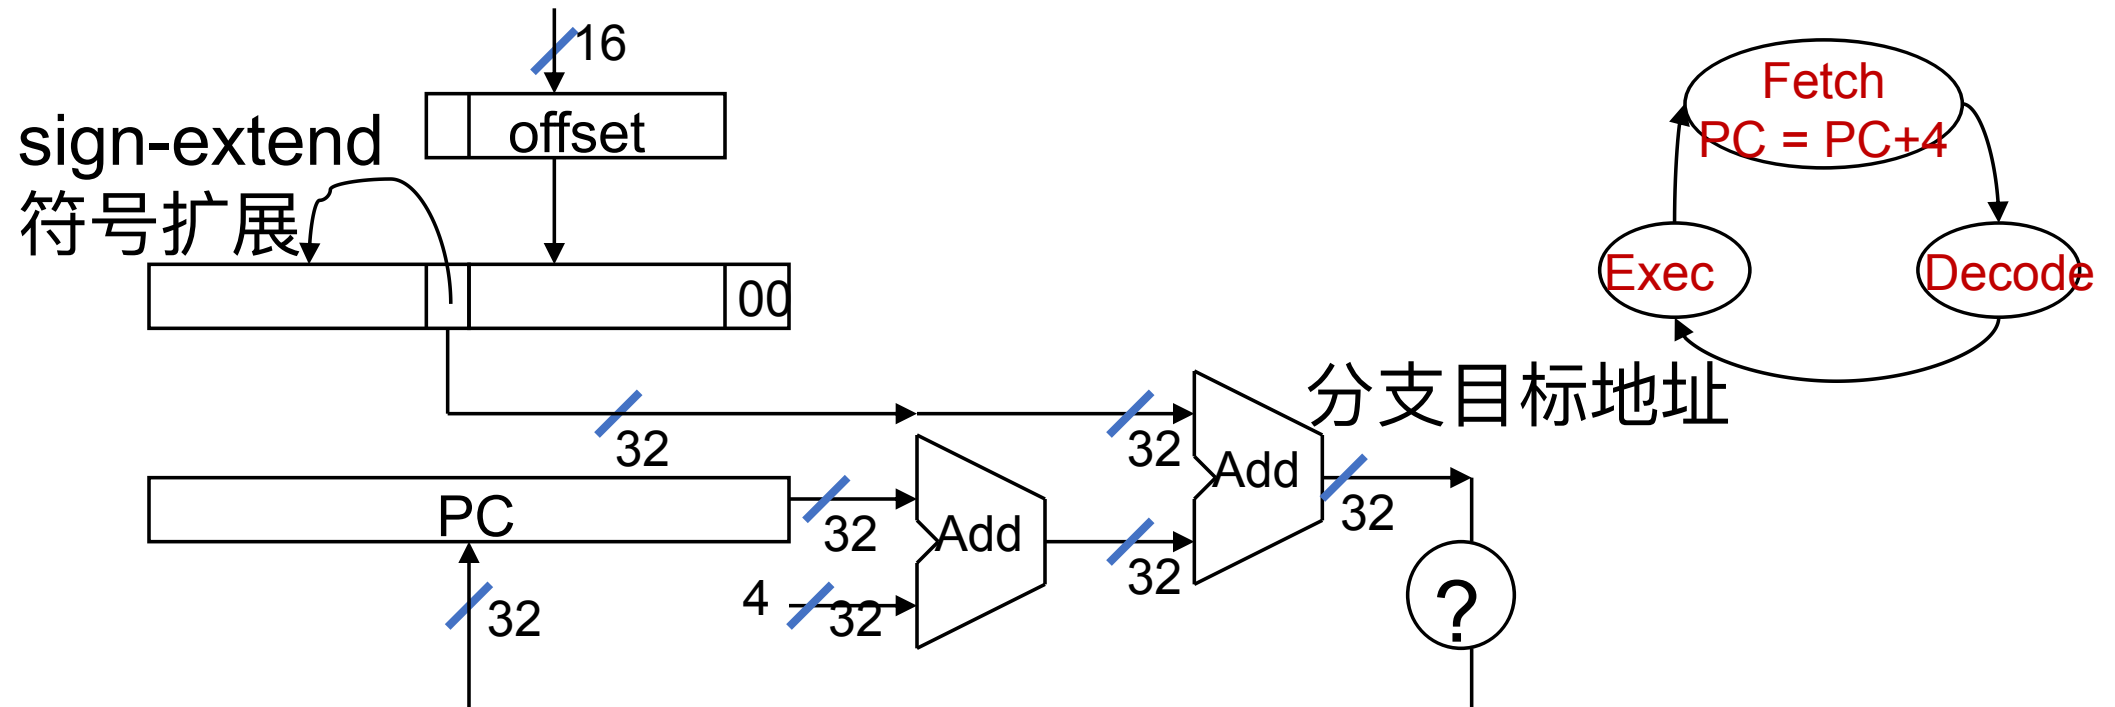 16
offset
sign-extend
符号扩展
00
Fetch
PC = PC+4
Exec
Decode
分支目标地址
32
32
Add
32
PC
32
Add
32
4
32
32
?